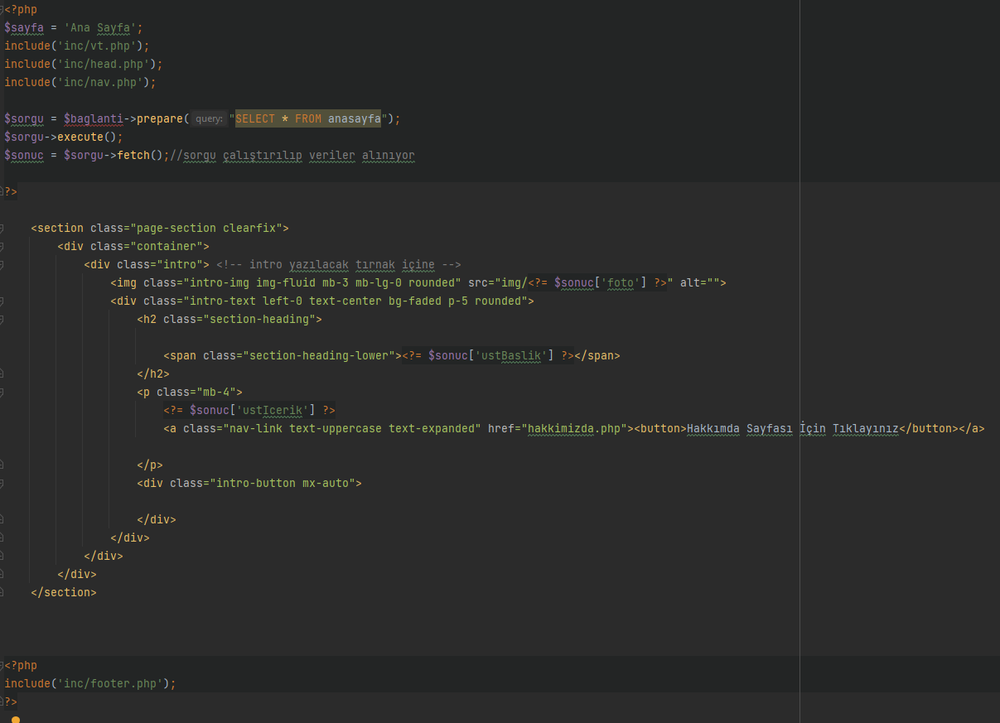 <?php
$sayfa = 'Ana Sayfa';
include('inc/vt.php');
include('inc/head.php');
include('inc/nav.php');
$sorgu = $baglanti->prepare( query: "SELECT * FROM anasayfa");
$sorgu->execute();
$sonuc = $sorgu->fetch();//sorgu çalıştırılıp veriler alınıyor
?>
<section class="page-section clearfix">
<div class="container">
<div class="intro"> <!-- intro yazılacak tırnak içine -->
<img class="intro-img img-fluid mb-3 mb-lg-0 rounded" src="img/<?= $sonuc['foto'] ?>" alt="">
<div class="intro-text left-0 text-center bg-faded p-5 rounded">
<h2 class="section-heading">
<span class="section-heading-lower"><?= $sonuc['ustBaslik'] ?></span>
</h2>
<p class="mb-4">
<?= $sonuc['ustIcerik'] ?>
<a class="nav-link text-uppercase text-expanded" href="hakkimizda.php"><button>Hakkımda Sayfası İçin Tıklayınız</button></a>
</p>
<div class="intro-button mx-auto">
</div>
</div>
</div>
</div>
</section>
<?php
include('inc/footer.php');
?>